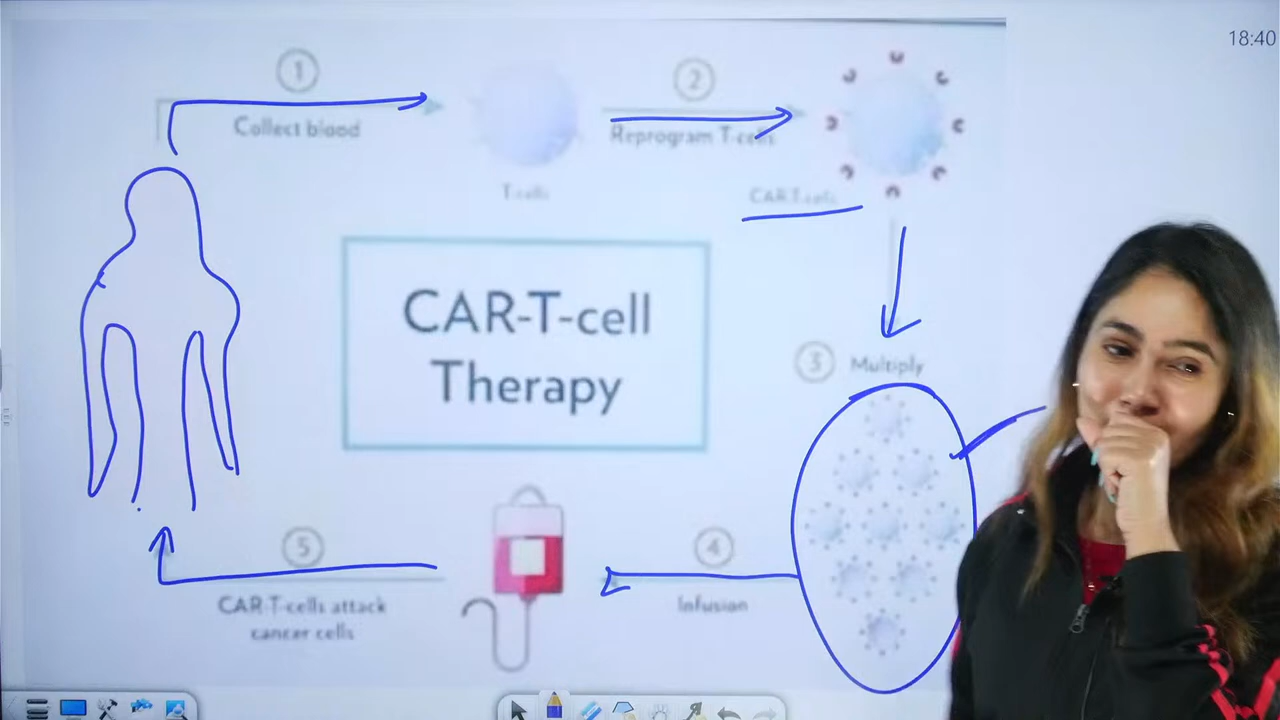 18:40
1
Collect blood
T-cells
2
Reprogram T-cells
CAR-T-cells
CAR-T-cell
Therapy
3 Multiply
4
Infusion
5
CAR-T-cells attack
cancer cells